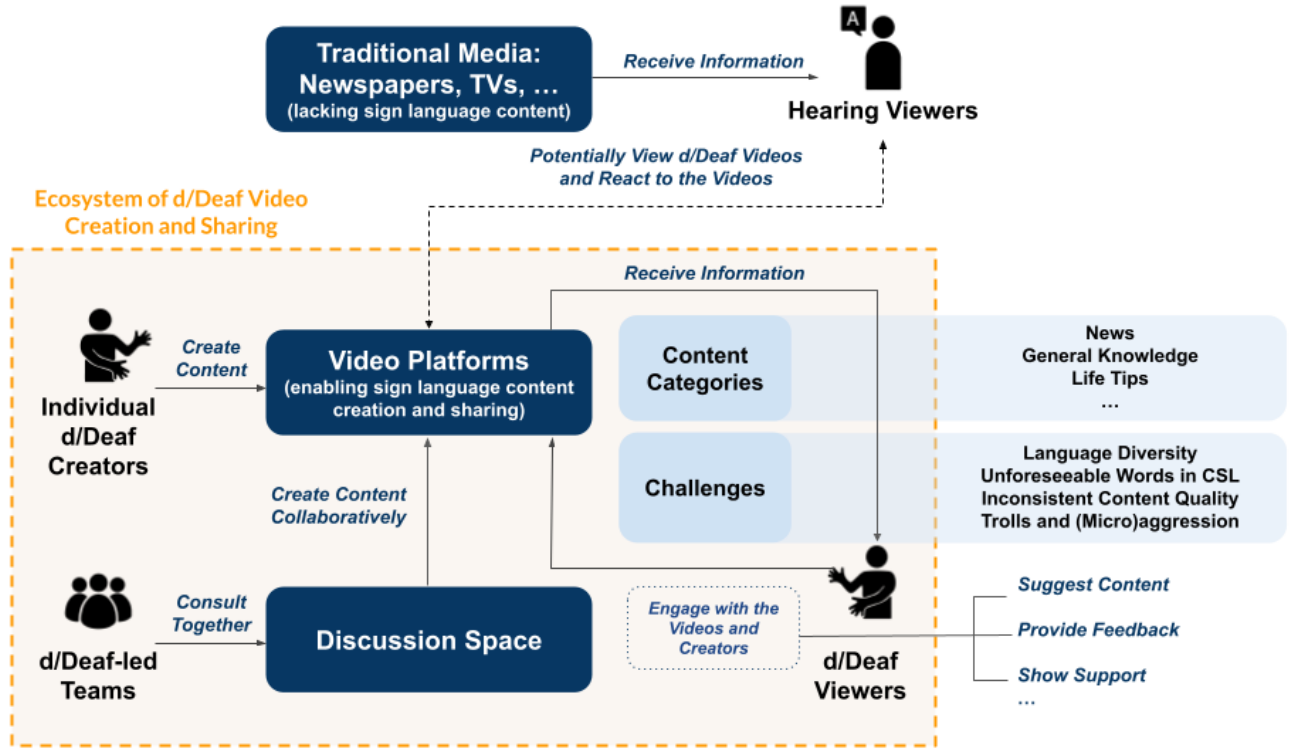 Traditional Media:
Newspapers, TVs, …
(lacking sign language content)
Receive Information
A
Hearing Viewers
Potentially View d/Deaf Videos
and React to the Videos
Ecosystem of d/Deaf Video
Creation and Sharing
Receive Information
Individual
d/Deaf
Creators
Create
Content
Video Platforms
(enabling sign language content
creation and sharing)
Content
Categories
News
General Knowledge
Life Tips
…
Challenges
Language Diversity
Unforeseeable Words in CSL
Inconsistent Content Quality
Trolls and (Micro)aggression
Create Content
Collaboratively
d/Deaf-led
Teams
Consult
Together
Discussion Space
Engage with the
Videos and
Creators
d/Deaf
Viewers
Suggest Content
Provide Feedback
Show Support
…